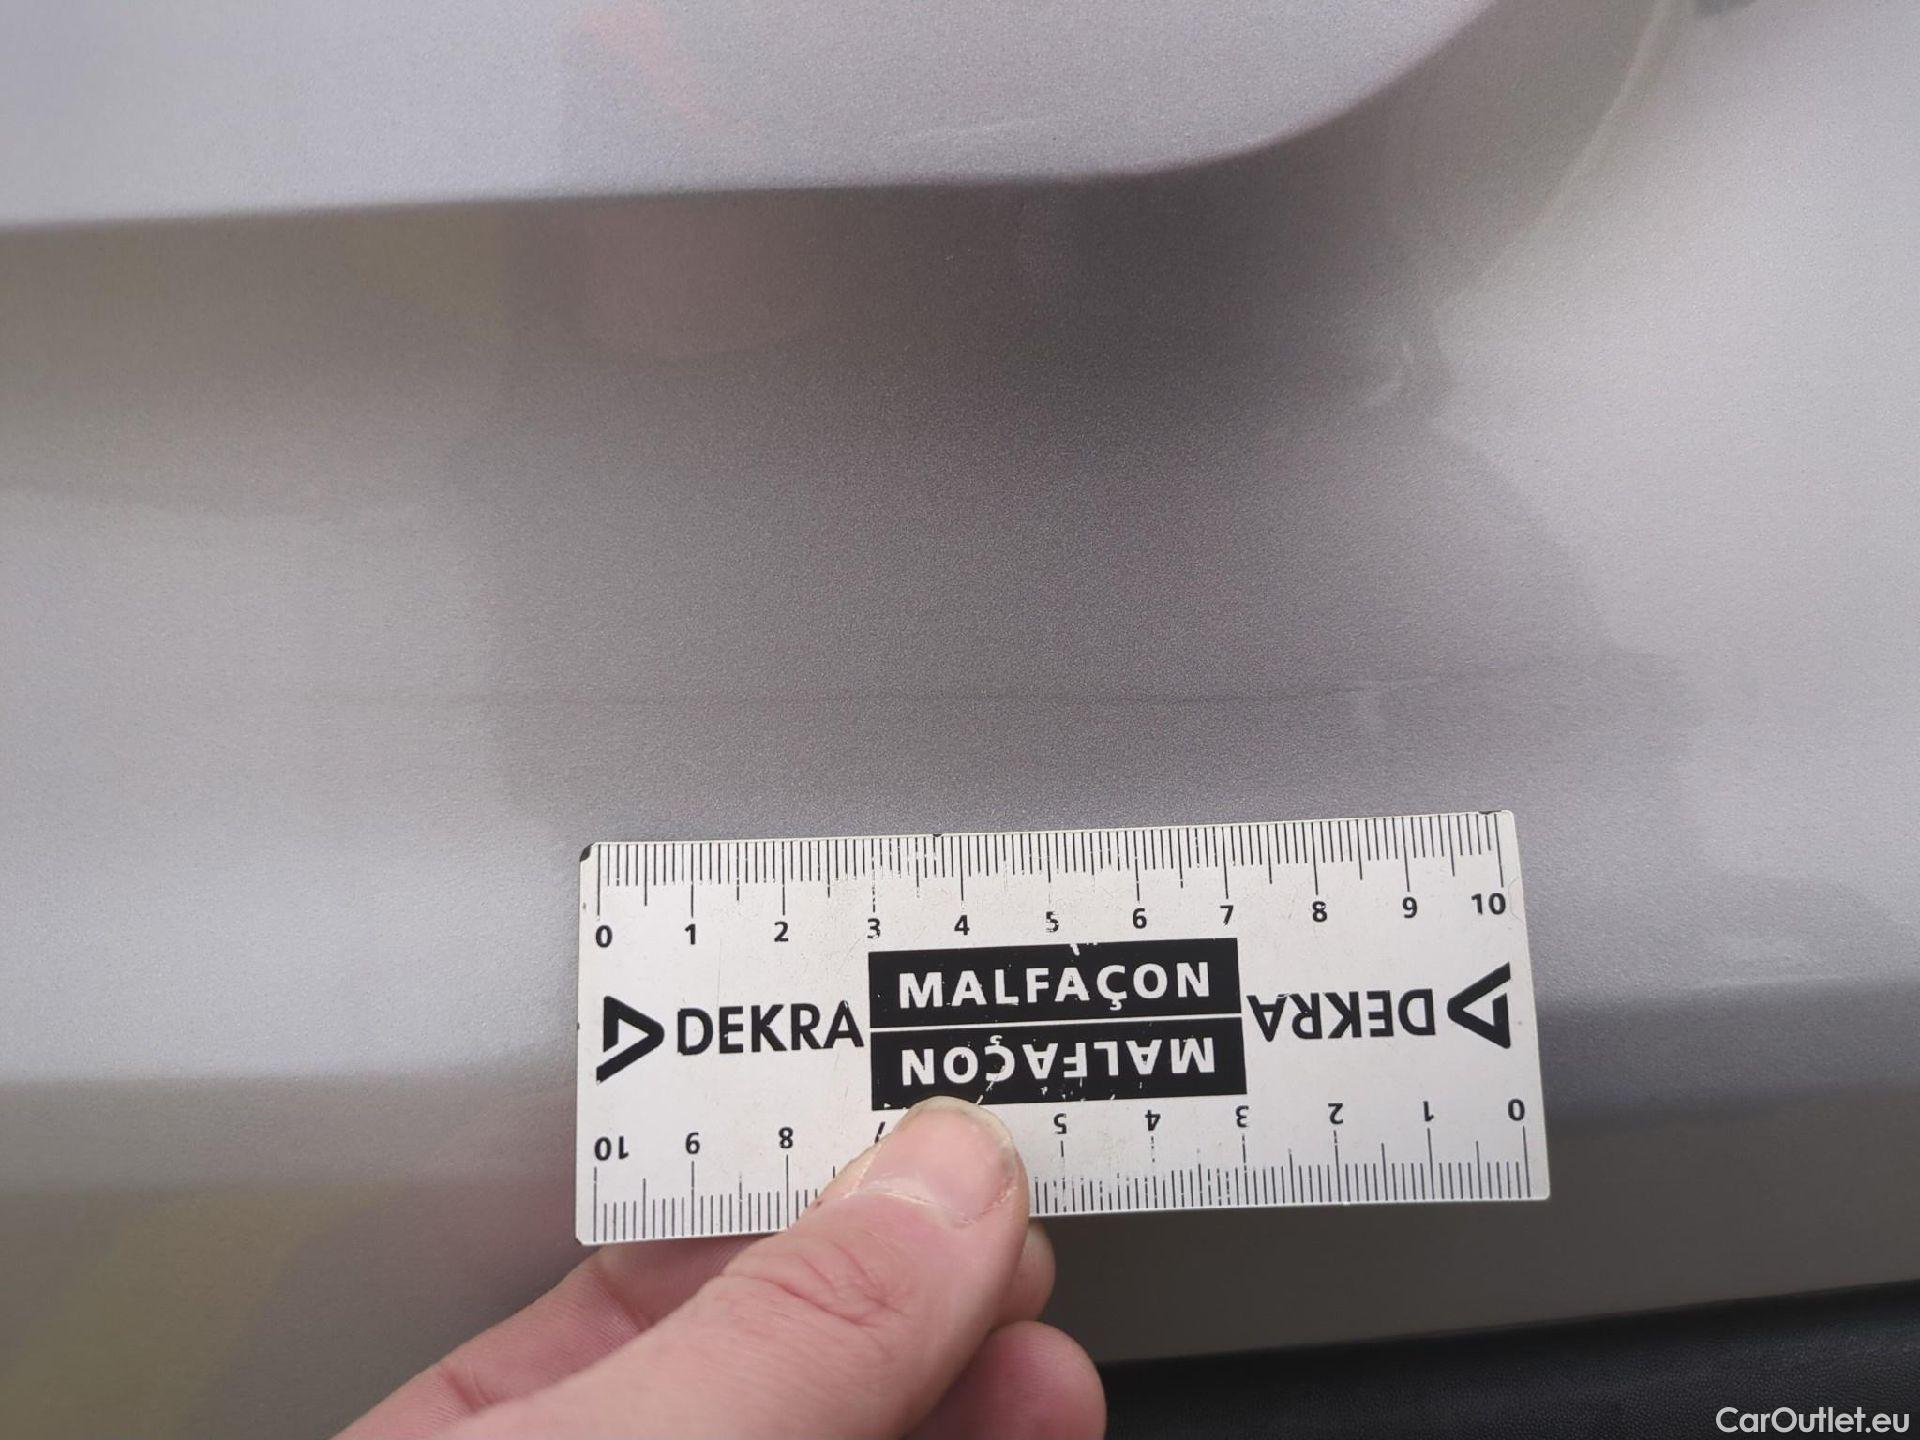 0 1 2 3 4 5 6 7 8 9 10
DEKRA MALFAÇON DEKRA
MALFAÇON
10 9 8 7 5 4 3 2 1 0
CarOutlet.eu